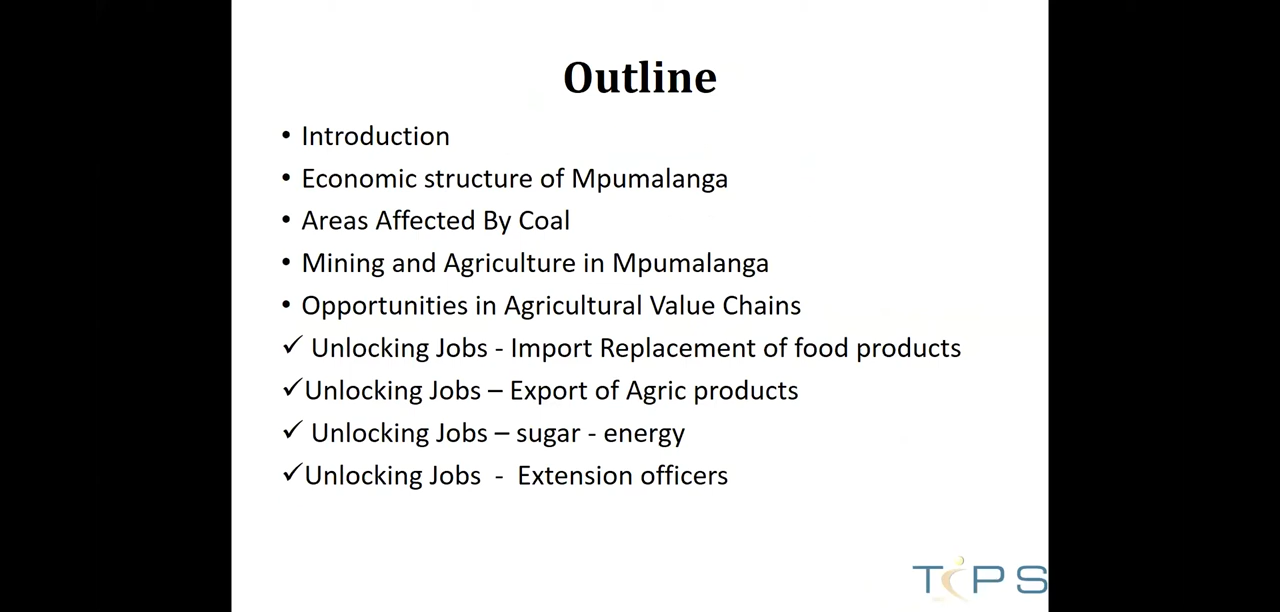 Outline
• Introduction
• Economic structure of Mpumalanga
• Areas Affected By Coal
• Mining and Agriculture in Mpumalanga
• Opportunities in Agricultural Value Chains
✓ Unlocking Jobs - Import Replacement of food products
✓Unlocking Jobs – Export of Agric products
✓ Unlocking Jobs – sugar - energy
✓Unlocking Jobs - Extension officers
TIPS